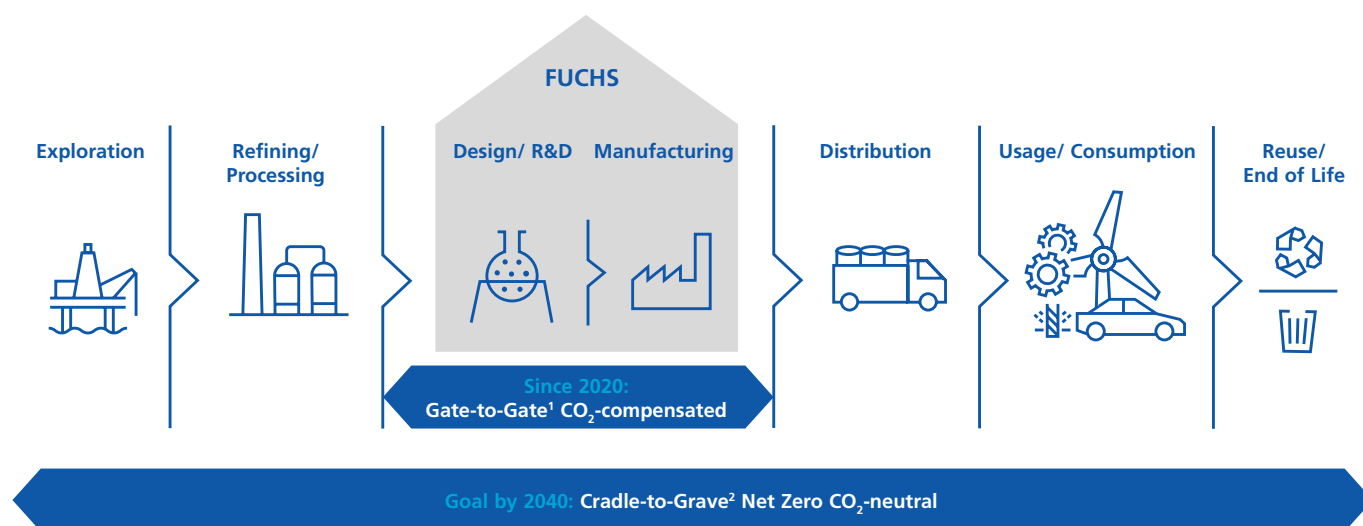 FUCHS
Exploration
Refining/
Processing
Design/ R&D
Manufacturing
Distribution
Usage/ Consumption
Reuse/
End of Life
Since 2020:
Gate-to-Gate¹ CO₂-compensated
Goal by 2040: Cradle-to-Grave² Net Zero CO₂-neutral